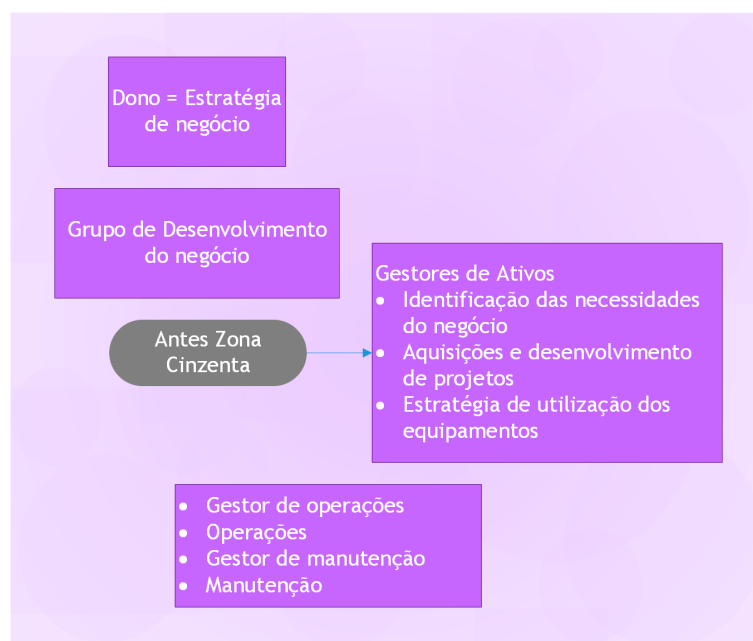 Dono = Estratégia
de negócio
Grupo de Desenvolvimento
do negócio
Antes Zona
Cinzenta
Gestores de Ativos
• Identificação das necessidades
do negócio
• Aquisições e desenvolvimento
de projetos
• Estratégia de utilização dos
equipamentos
• Gestor de operações
• Operações
• Gestor de manutenção
• Manutenção